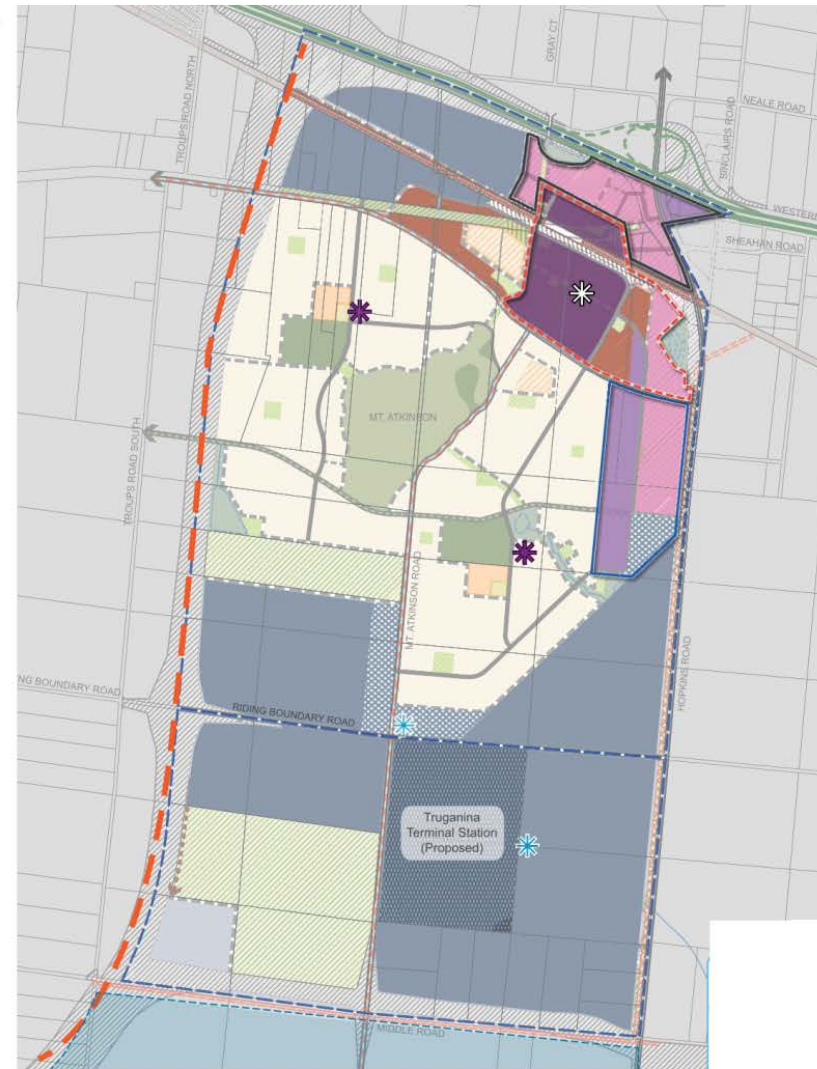 GRAY CT
TROUPS ROAD NORTH
NEALE ROAD
SINCLAIRS ROAD
WESTERN
SHEAHAN ROAD
MT. ATKINSON
TROUPS ROAD SOUTH
MT. ATKINSON ROAD
HOPKINS ROAD
NG BOUNDARY ROAD
RIDING BOUNDARY ROAD
Truganina
Terminal Station
(Proposed)
MIDDLE ROAD